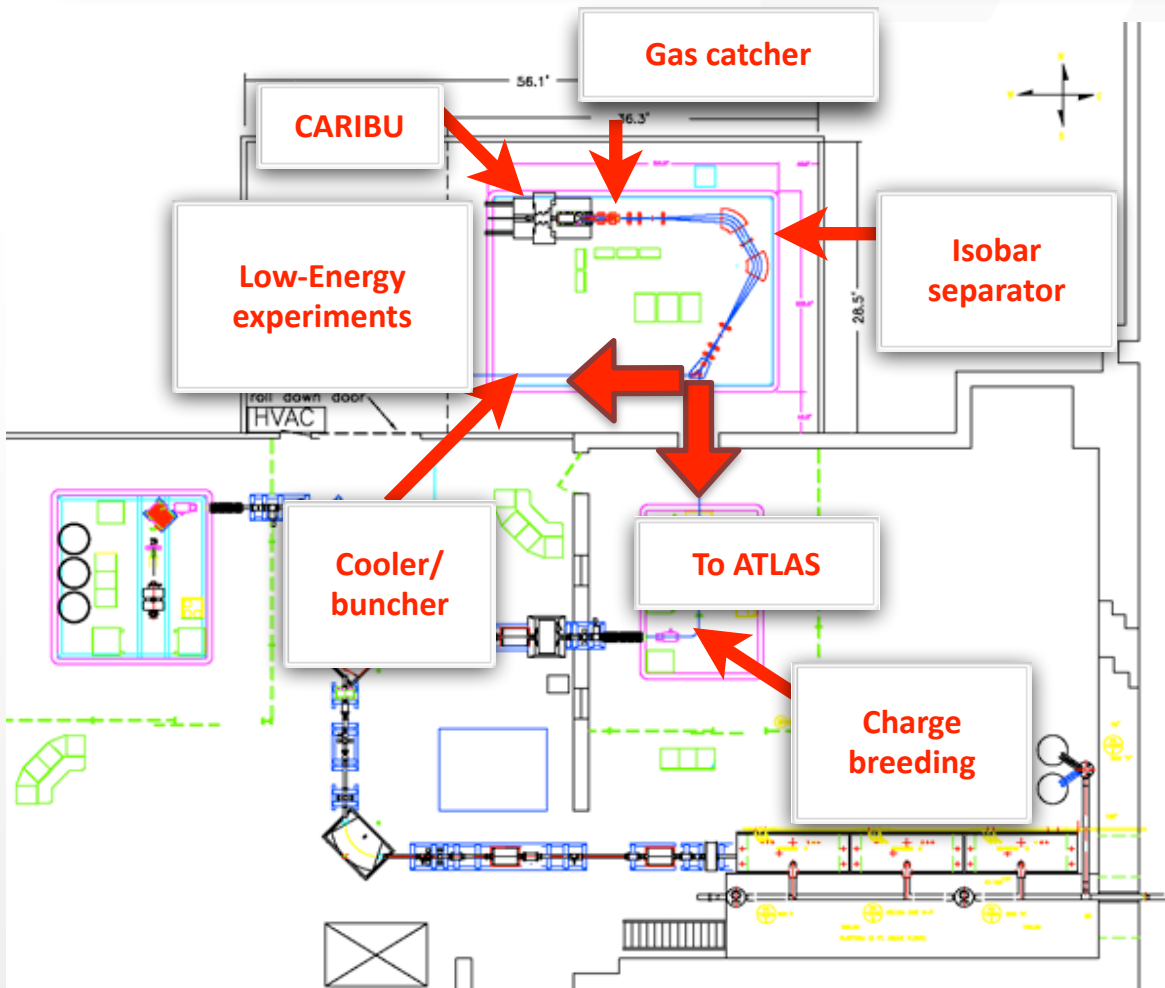 Gas catcher
56.1'
CARIBU
36.3'
Low-Energy
experiments
Isobar
separator
28.5'
roll down door
HVAC
Cooler/
buncher
To ATLAS
Charge
breeding